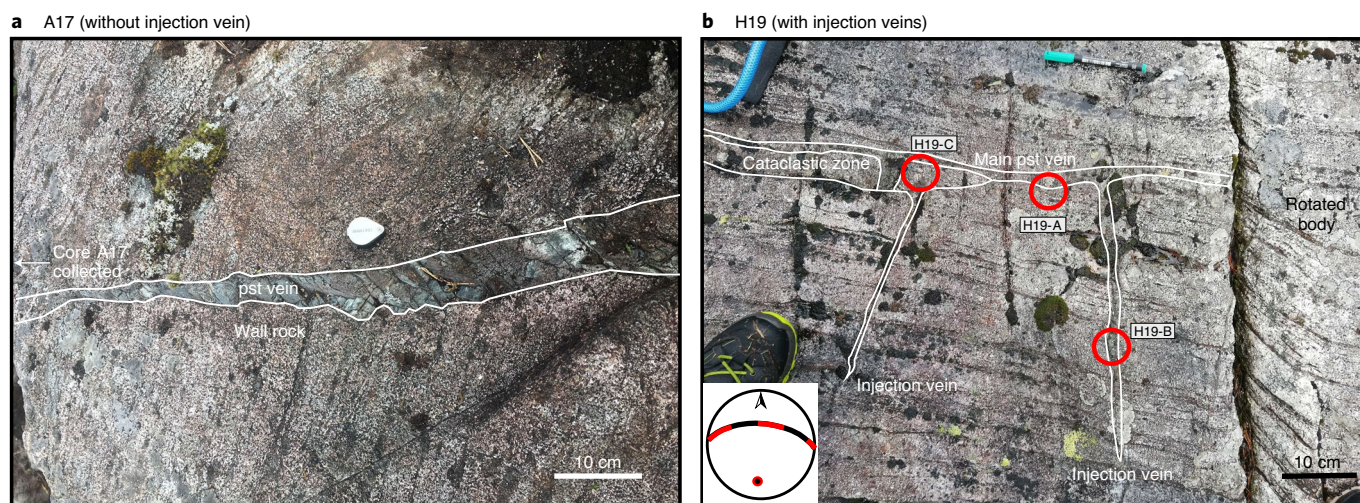 a A17 (without injection vein)
Core A17
collected
pst vein
Wall rock
10 cm
b H19 (with injection veins)
H19-C
Cataclastic zone
Main pst vein
H19-A
Rotated
body
H19-B
Injection vein
Injection vein
10 cm